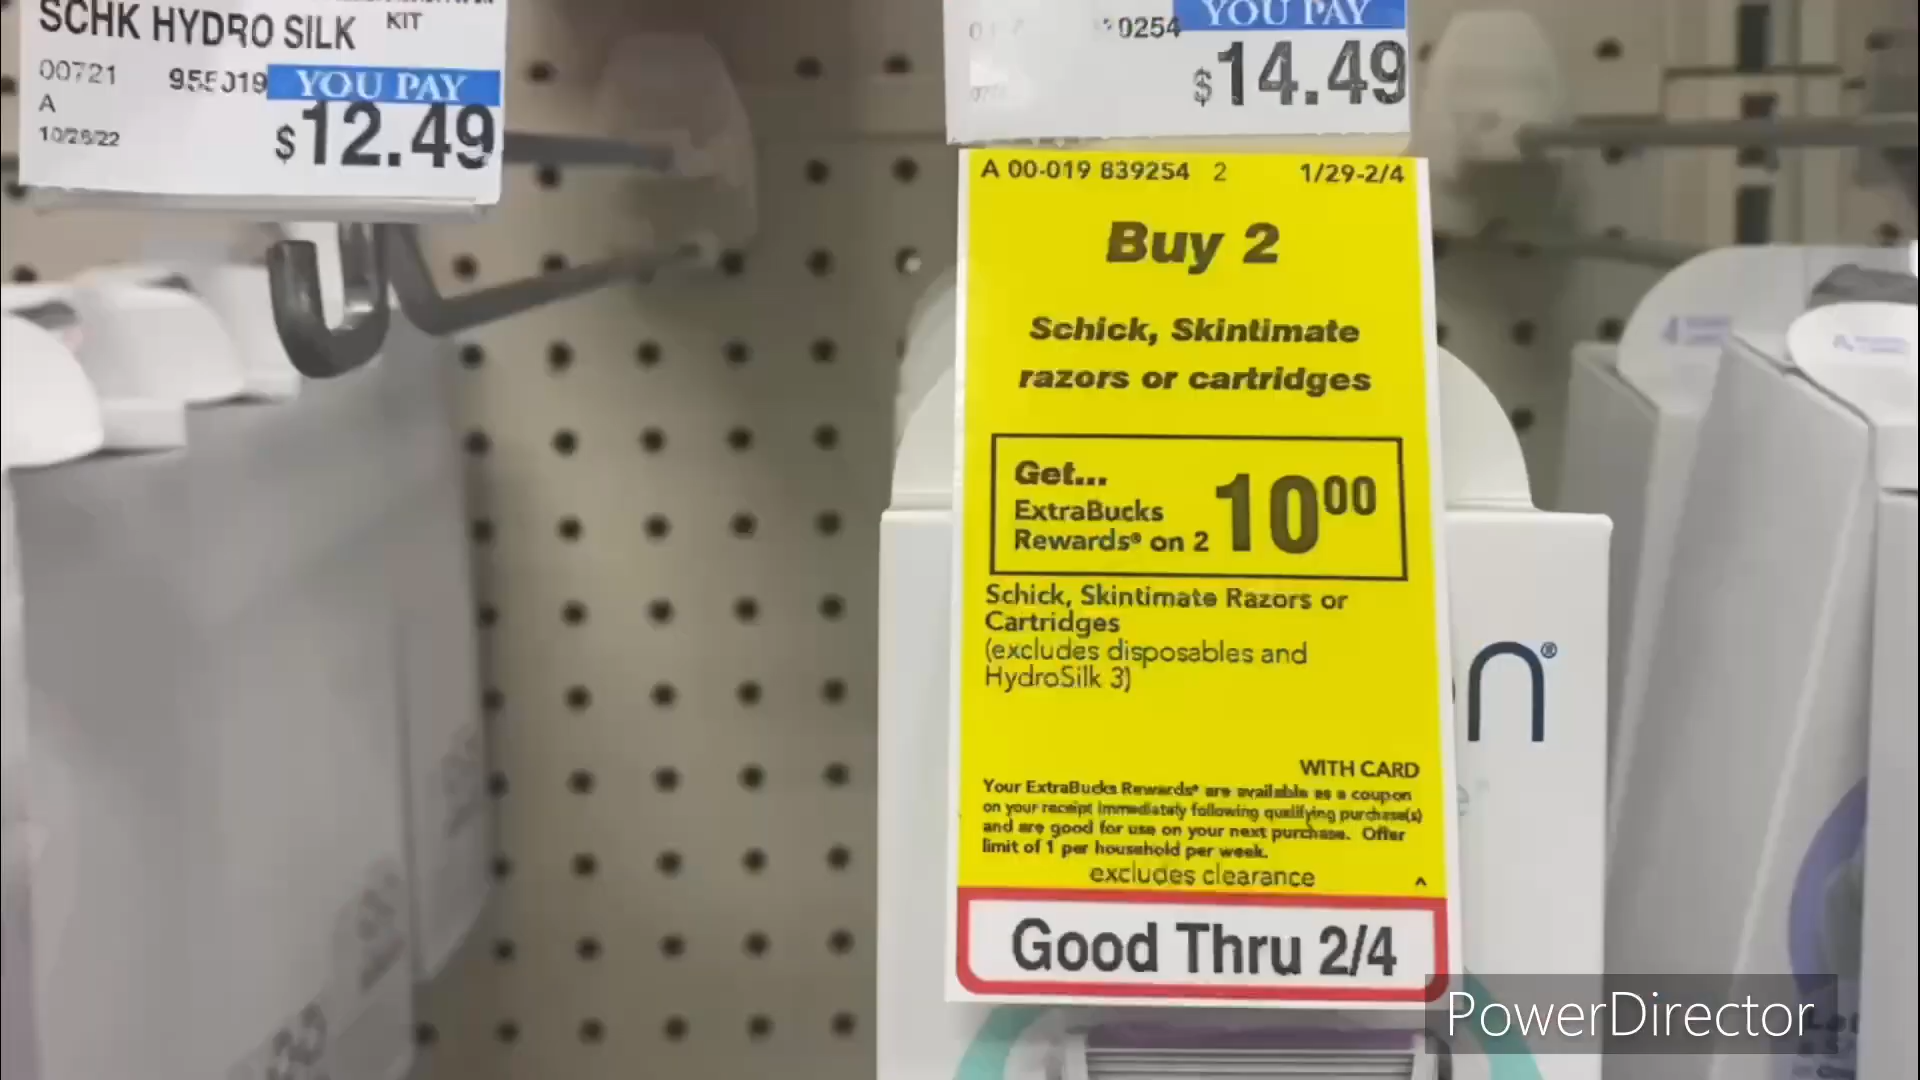 SCHK HYDRO SILK KIT
00721 955019 YOU PAY
A
10/28/22 $12.49
0254 YOU PAY
$14.49
A 00-019 839254 2 1/29-2/4
Buy 2
Schick, Skintimate
razors or cartridges
Get...
ExtraBucks
Rewards® on 2 10⁰⁰
Schick, Skintimate Razors or
Cartridges
(excludes disposables and
HydroSilk 3)
WITH CARD
Your ExtraBucks Rewards® are available as a coupon
on your receipt immediately following qualifying purchase(s)
and are good for use on your next purchase. Offer
limit of 1 per household per week.
excludes clearance ^
Good Thru 2/4
n®
PowerDirector